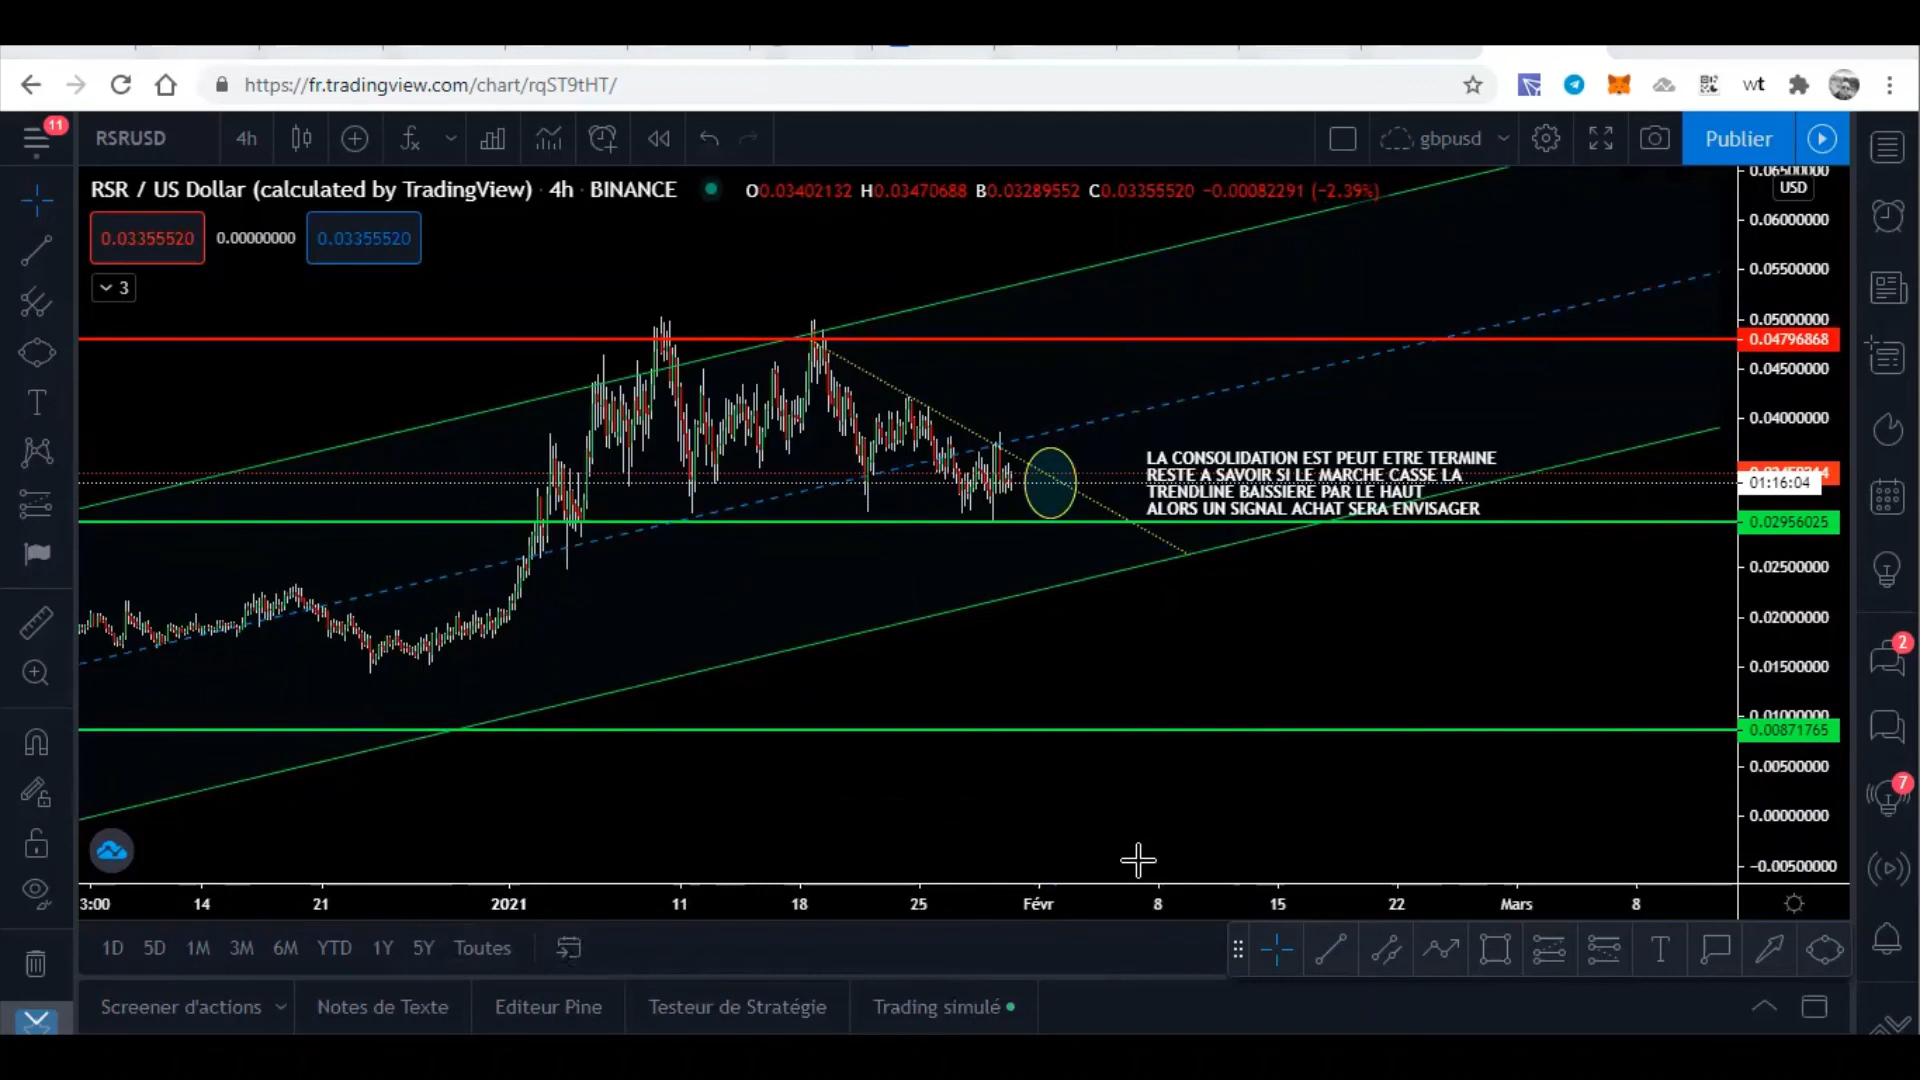 https://fr.tradingview.com/chart/rqST9tHT/
wt
11
RSRUSD
4h
gbpusd
Publier
RSR / US Dollar (calculated by TradingView) · 4h · BINANCE
O0.03402132 H0.03470688 B0.03289552 C0.03355520 −0.00082291 (−2.39%)
USD
0.03355520
0.00000000
0.03355520
3
0.06000000
0.05500000
0.05000000
0.04796868
0.04500000
0.04000000
01:16:04
0.02956025
0.02500000
0.02000000
0.01500000
0.01000000
0.00871765
0.00500000
0.00000000
−0.00500000
LA CONSOLIDATION EST PEUT ETRE TERMINE
RESTE A SAVOIR SI LE MARCHE CASSE LA
TRENDLINE BAISSIERE PAR LE HAUT
ALORS UN SIGNAL ACHAT SERA ENVISAGER
2
7
3:00 14 21 2021 11 18 25 Févr 8 15 22 Mars 8
1D 5D 1M 3M 6M YTD 1Y 5Y Toutes
Screener d'actions Notes de Texte Editeur Pine Testeur de Stratégie Trading simulé